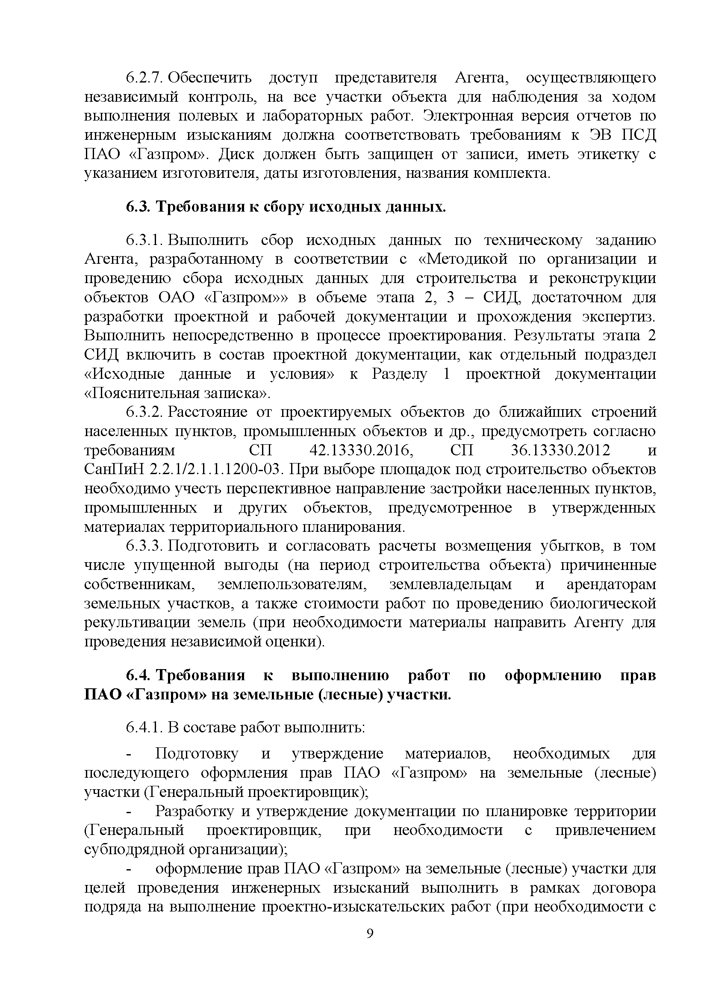 6.2.7. Обеспечить доступ представителя Агента, осуществляющего
независимый контроль, на все участки объекта для наблюдения за ходом
выполнения полевых и лабораторных работ. Электронная версия отчетов по
инженерным изысканиям должна соответствовать требованиям к ЭВ ПСД
ПАО «Газпром». Диск должен быть защищен от записи, иметь этикетку с
указанием изготовителя, даты изготовления, названия комплекта.
6.3. Требования к сбору исходных данных.
6.3.1. Выполнить сбор исходных данных по техническому заданию
Агента, разработанному в соответствии с «Методикой по организации и
проведению сбора исходных данных для строительства и реконструкции
объектов ОАО «Газпром»» в объеме этапа 2, 3 – СИД, достаточном для
разработки проектной и рабочей документации и прохождения экспертиз.
Выполнить непосредственно в процессе проектирования. Результаты этапа 2
СИД включить в состав проектной документации, как отдельный подраздел
«Исходные данные и условия» к Разделу 1 проектной документации
«Пояснительная записка».
6.3.2. Расстояние от проектируемых объектов до ближайших строений
населенных пунктов, промышленных объектов и др., предусмотреть согласно
требованиям СП 42.13330.2016, СП 36.13330.2012 и
СанПиН 2.2.1/2.1.1.1200-03. При выборе площадок под строительство объектов
необходимо учесть перспективное направление застройки населенных пунктов,
промышленных и других объектов, предусмотренное в утвержденных
материалах территориального планирования.
6.3.3. Подготовить и согласовать расчеты возмещения убытков, в том
числе упущенной выгоды (на период строительства объекта) причиненные
собственникам, землепользователям, землевладельцам и арендаторам
земельных участков, а также стоимости работ по проведению биологической
рекультивации земель (при необходимости материалы направить Агенту для
проведения независимой оценки).
6.4. Требования к выполнению работ по оформлению прав
ПАО «Газпром» на земельные (лесные) участки.
6.4.1. В составе работ выполнить:
- Подготовку и утверждение материалов, необходимых для
последующего оформления прав ПАО «Газпром» на земельные (лесные)
участки (Генеральный проектировщик);
- Разработку и утверждение документации по планировке территории
(Генеральный проектировщик, при необходимости с привлечением
субподрядной организации);
- оформление прав ПАО «Газпром» на земельные (лесные) участки для
целей проведения инженерных изысканий выполнить в рамках договора
подряда на выполнение проектно-изыскательских работ (при необходимости с
9